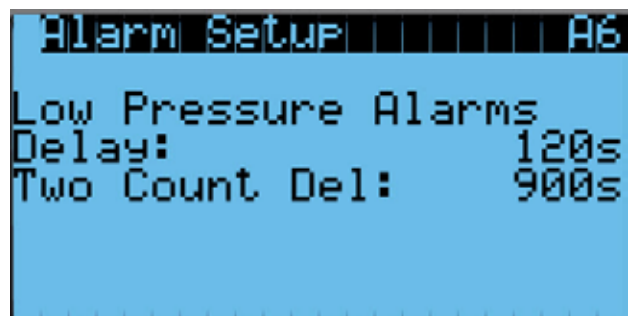 Alarm Setup A6
Low Pressure Alarms
Delay: 120s
Two Count Del: 900s